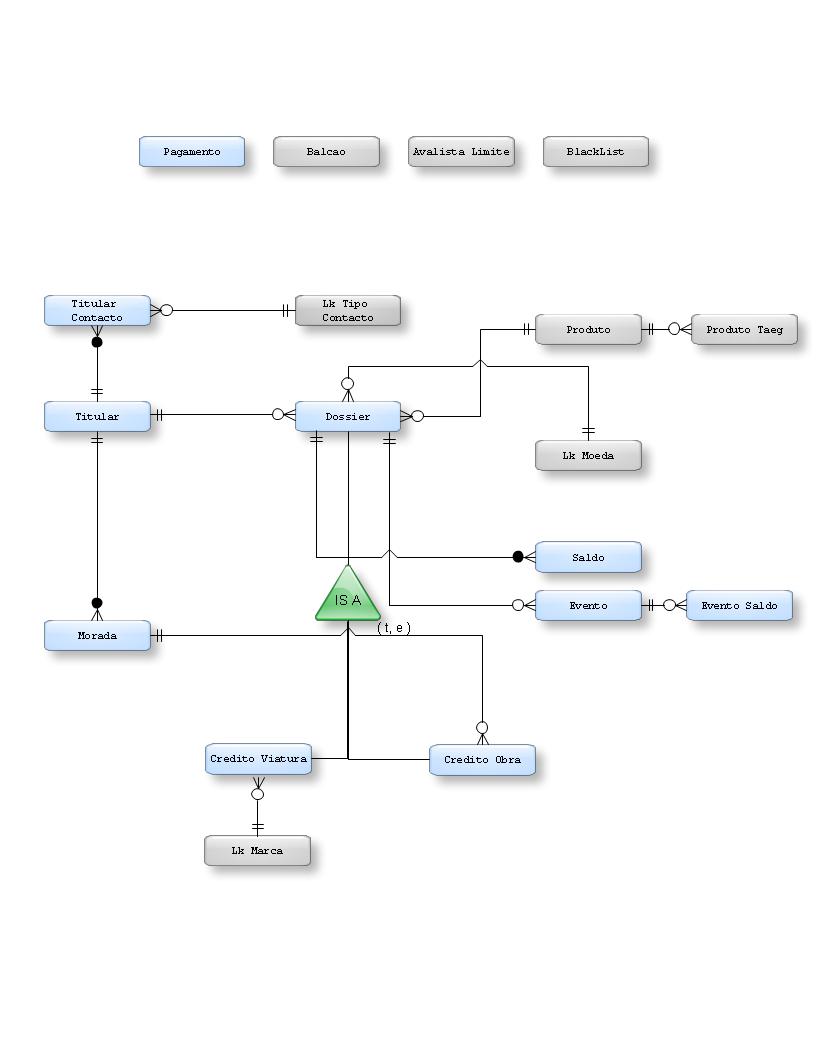 Pagamento
Balcao
Avalista Limite
BlackList
Titular
Contacto
Lk Tipo
Contacto
Produto
Produto Taeg
Titular
Dossier
Lk Moeda
Saldo
IS A
Evento
Evento Saldo
( t, e )
Morada
Credito Viatura
Credito Obra
Lk Marca